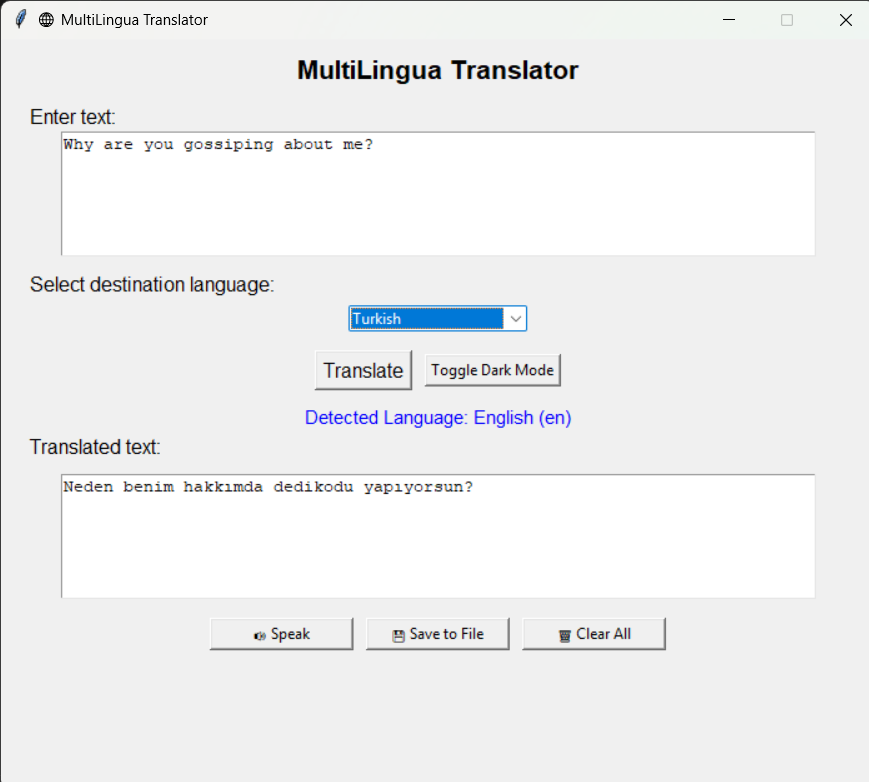 MultiLingua Translator
MultiLingua Translator
Enter text:
Why are you gossiping about me?
Select destination language:
Turkish
Translate
Toggle Dark Mode
Detected Language: English (en)
Translated text:
Neden benim hakkımda dedikodu yapıyorsun?
Speak
Save to File
Clear All